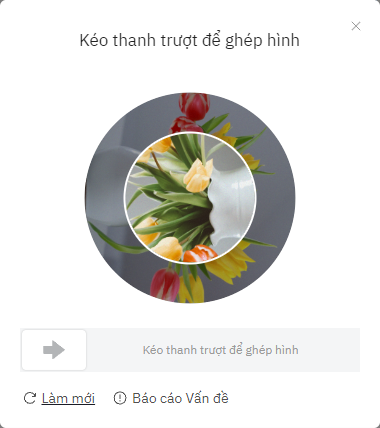 Kéo thanh trượt để ghép hình
Kéo thanh trượt để ghép hình
Làm mới
Báo cáo Vấn đề